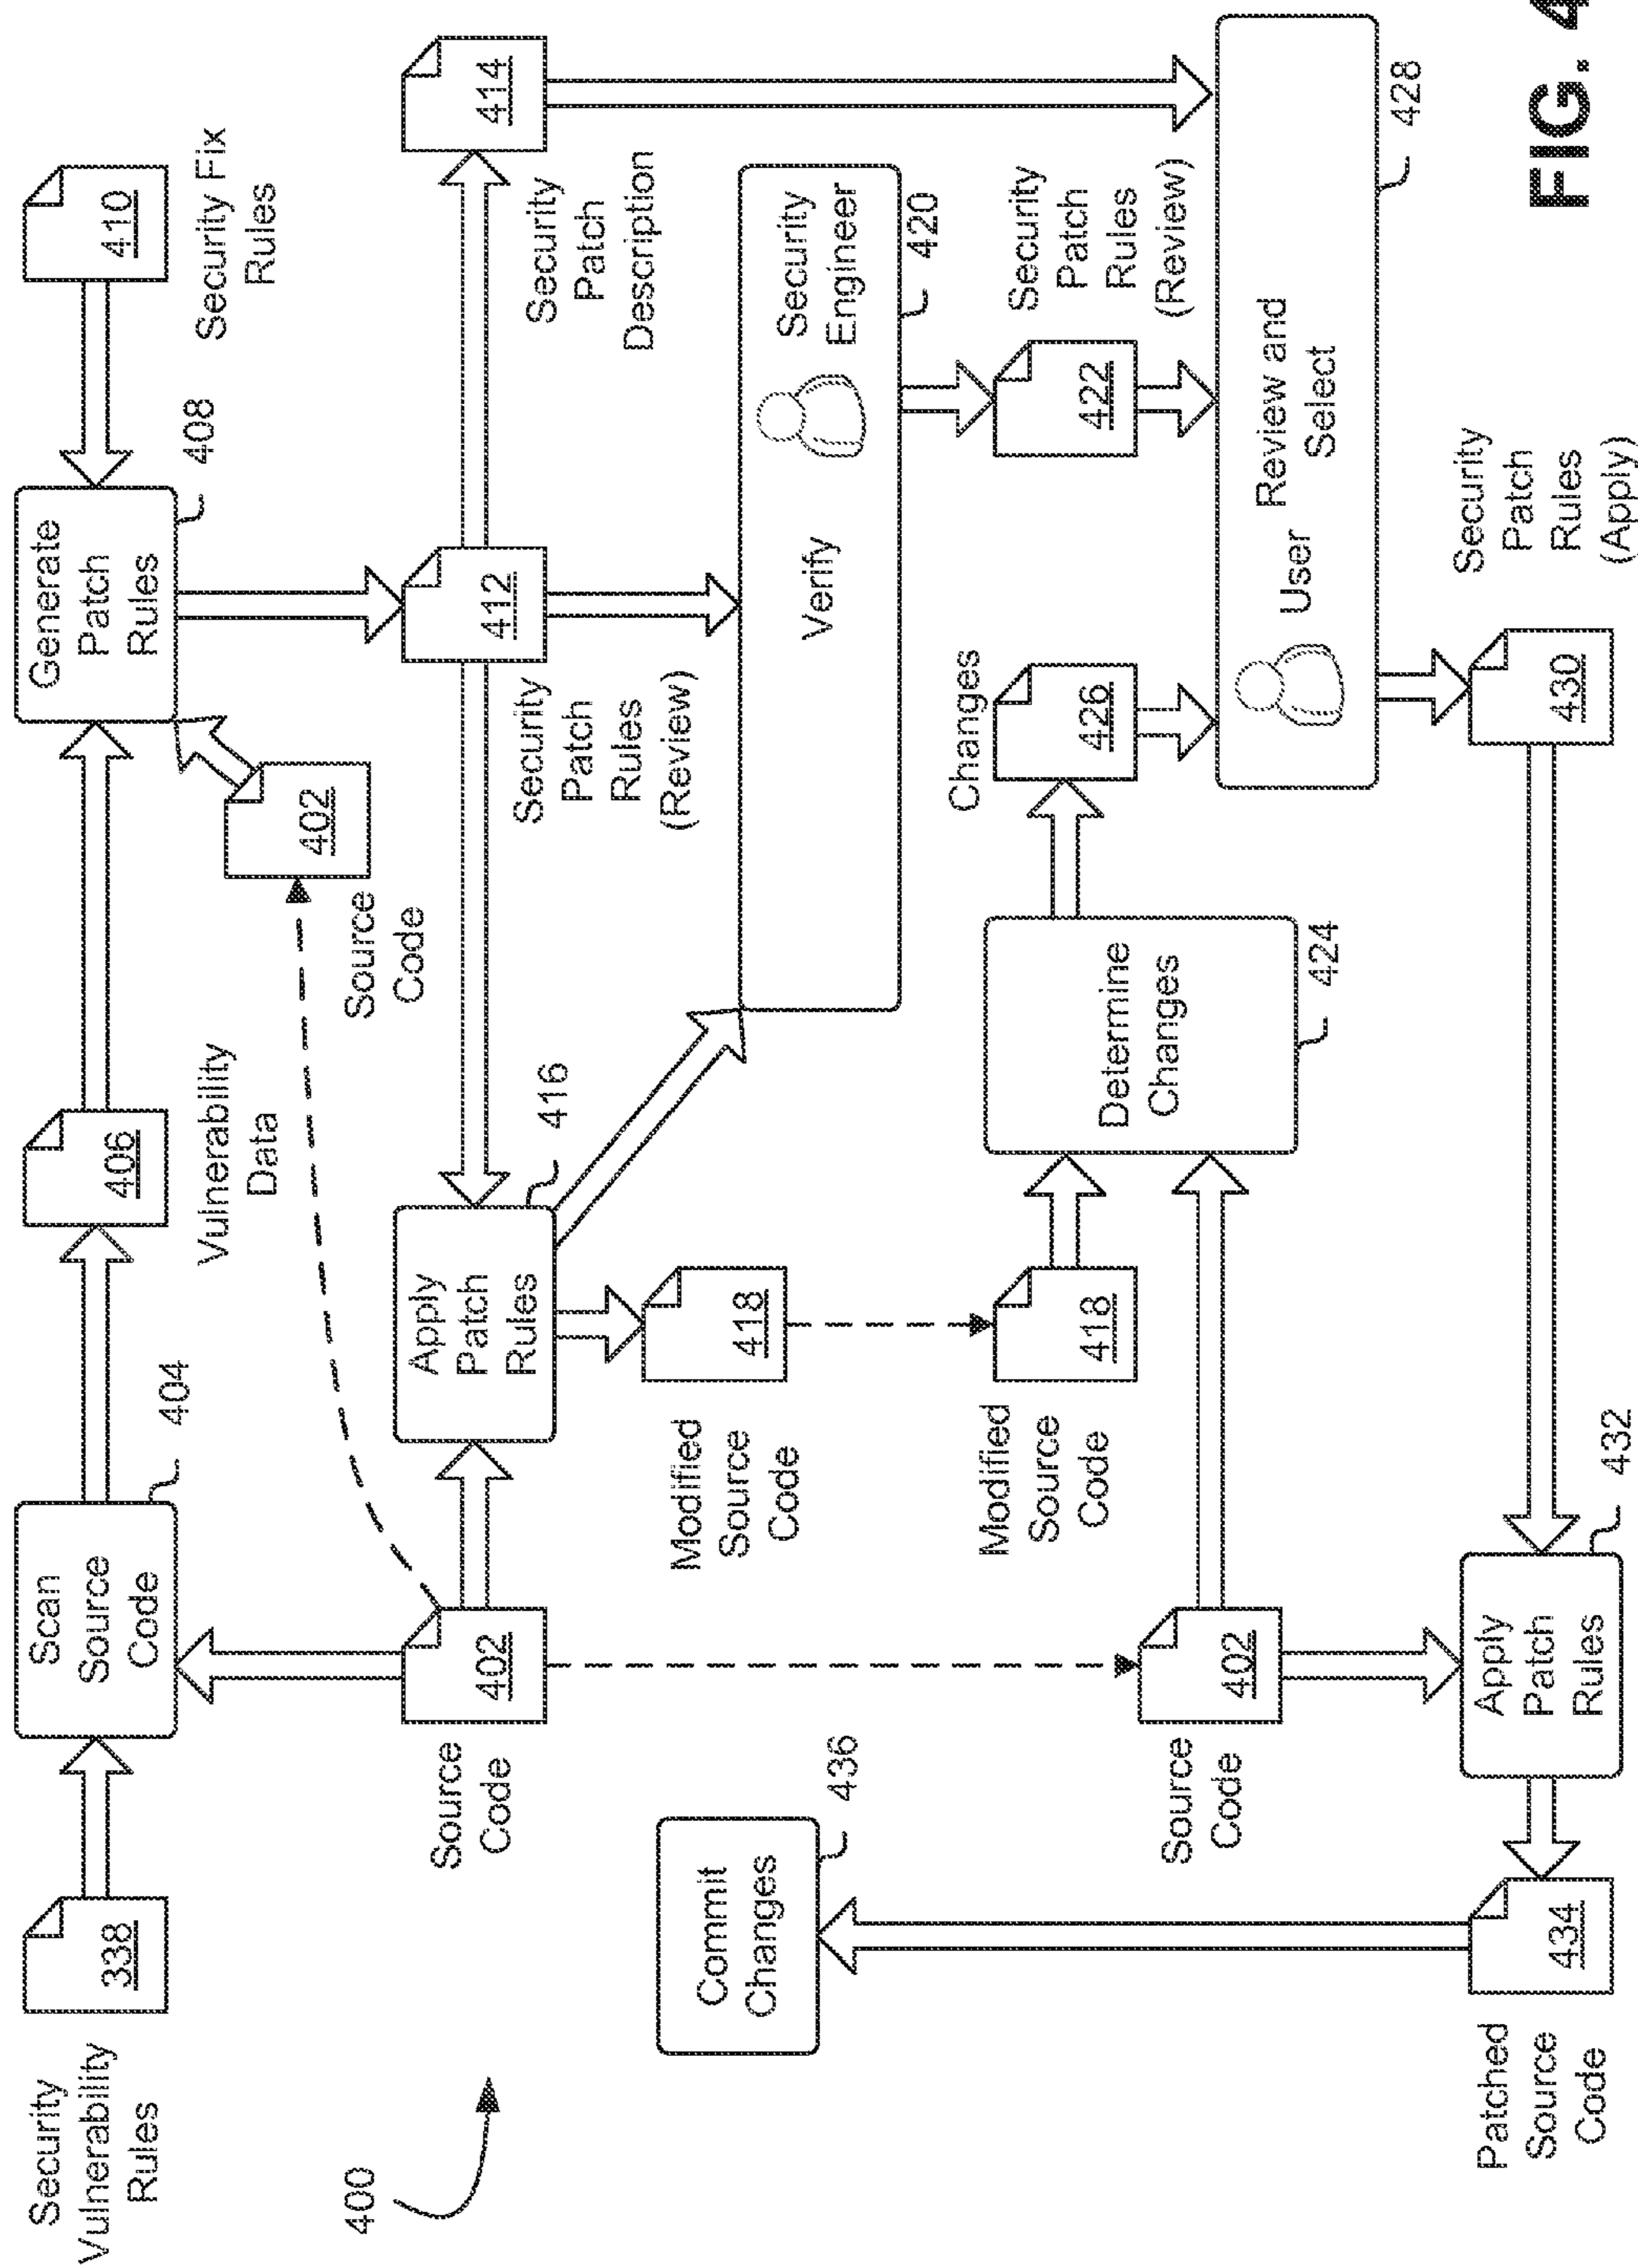 Security
Vulnerability
Rules
338
Scan
Source
Code
404
406
Vulnerability
Data
Generate
Patch
Rules
408
410
Security Fix
Rules
400
402
Source
Code
402
Source
Code
Apply
Patch
Rules
416
412
Security
Patch
Rules
(Review)
414
Security
Patch
Description
418
Modified
Source
Code
Verify
Security
Engineer
420
Commit
Changes
436
418
Modified
Source
Code
Determine
Changes
424
Changes
426
422
Security
Patch
Rules
(Review)
402
Source
Code
User
Review and
Select
428
434
Patched
Source
Code
Apply
Patch
Rules
432
430
Security
Patch
Rules
(Apply)
FIG. 4